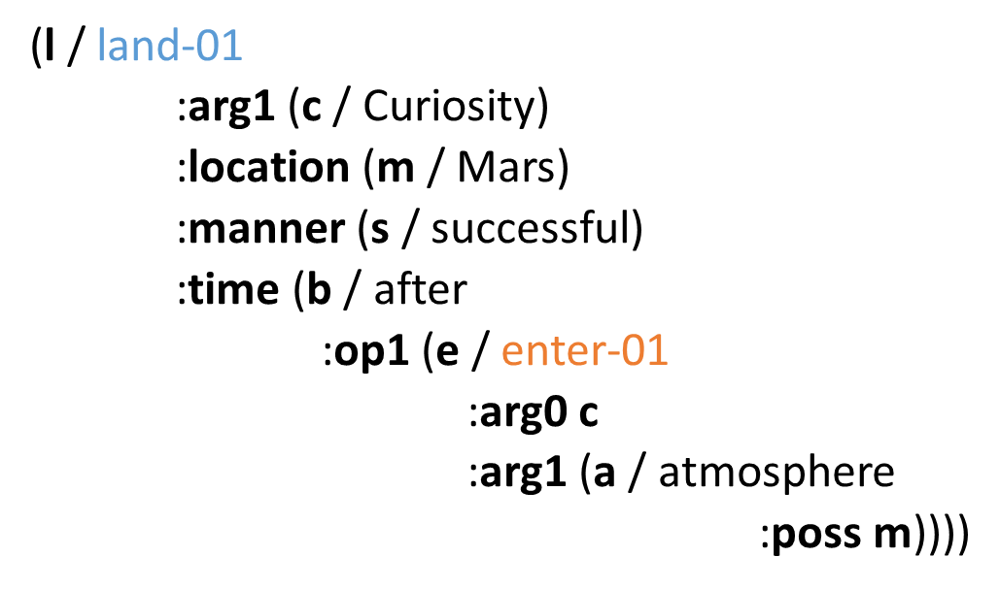 (l / land-01
:arg1 (c / Curiosity)
:location (m / Mars)
:manner (s / successful)
:time (b / after
:op1 (e / enter-01
:arg0 c
:arg1 (a / atmosphere
:poss m))))